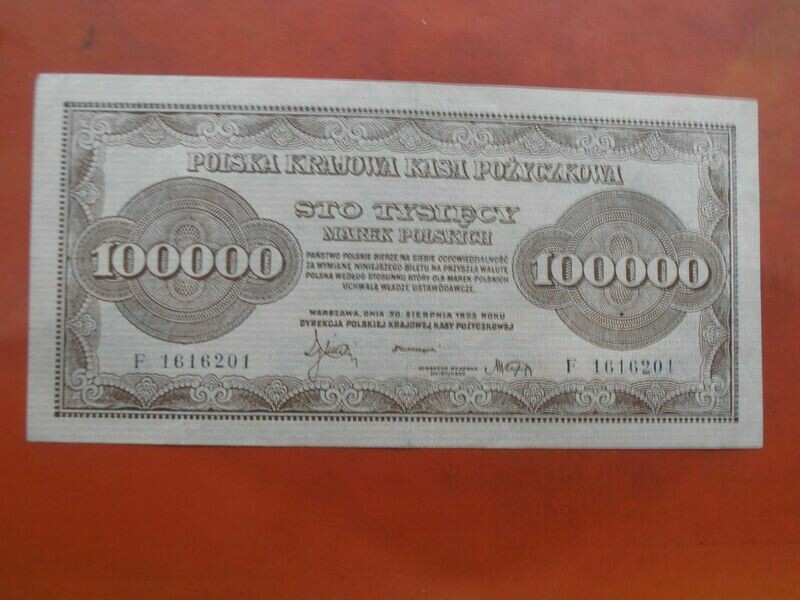 POLSKA KRAJOWA KASA POŻYCZKOWA
STO TYSIĘCY
MAREK POLSKICH
100000
100000
PAŃSTWO POLSKIE BIERZE NA SIEBIE ODPOWIEDZIALNOŚĆ
ZA WYMIANĘ NINIEJSZEGO BILETU NA PRZYSZŁĄ WALUTĘ
POLSKĄ WEDŁUG STOSUNKU, KTÓRY DLA MAREK POLSKICH
UCHWALĄ WŁADZE USTAWODAWCZE.
WARSZAWA, DNIA 30. SIERPNIA 1923 ROKU
DYREKCJA POLSKIEJ KRAJOWEJ KASY POŻYCZKOWEJ
F 1616201
F 1616201